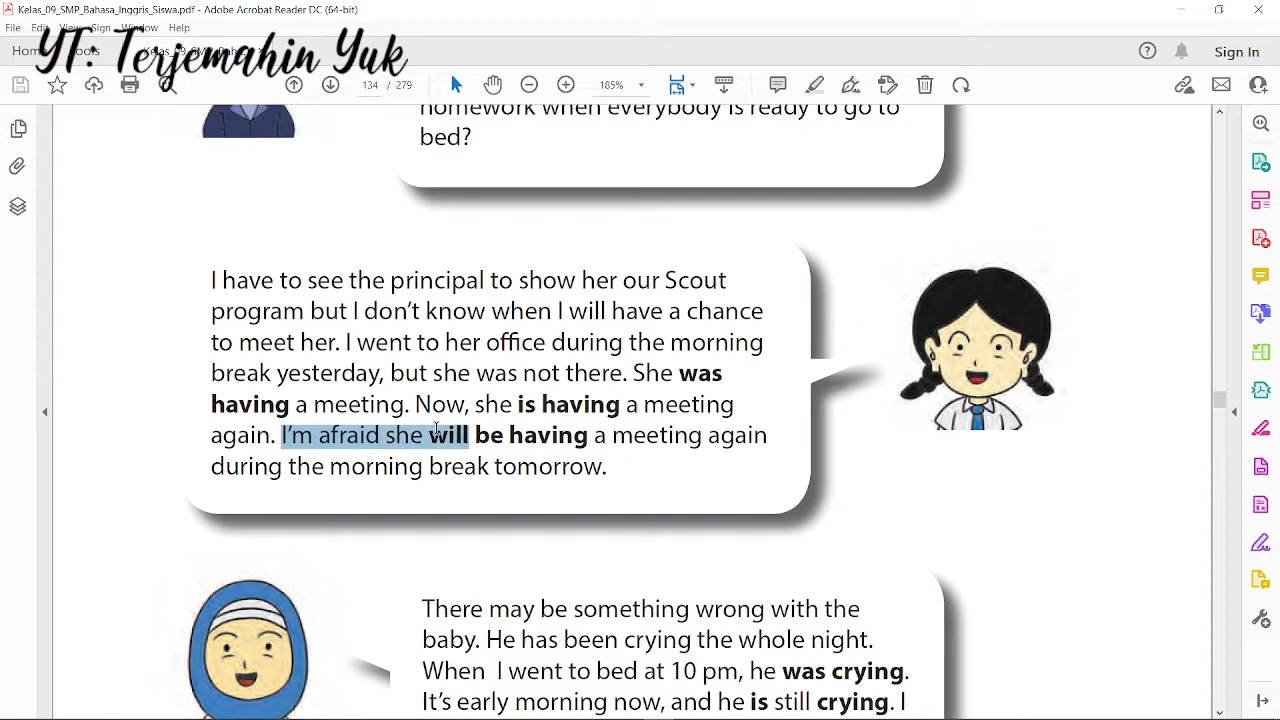 Kelas_09_SMP_Bahasa_Inggris_Siswa.pdf - Adobe Acrobat Reader DC (64-bit)
File Edit View Sign Window Help
YT: Terjemahin Yuk
Home Tools
Sign In
134 / 279
185%
homework when everybody is ready to go to
bed?
I have to see the principal to show her our Scout
program but I don't know when I will have a chance
to meet her. I went to her office during the morning
break yesterday, but she was not there. She was
having a meeting. Now, she is having a meeting
again. I'm afraid she will be having a meeting again
during the morning break tomorrow.
There may be something wrong with the
baby. He has been crying the whole night.
When I went to bed at 10 pm, he was crying.
It's early morning now, and he is still crying. I